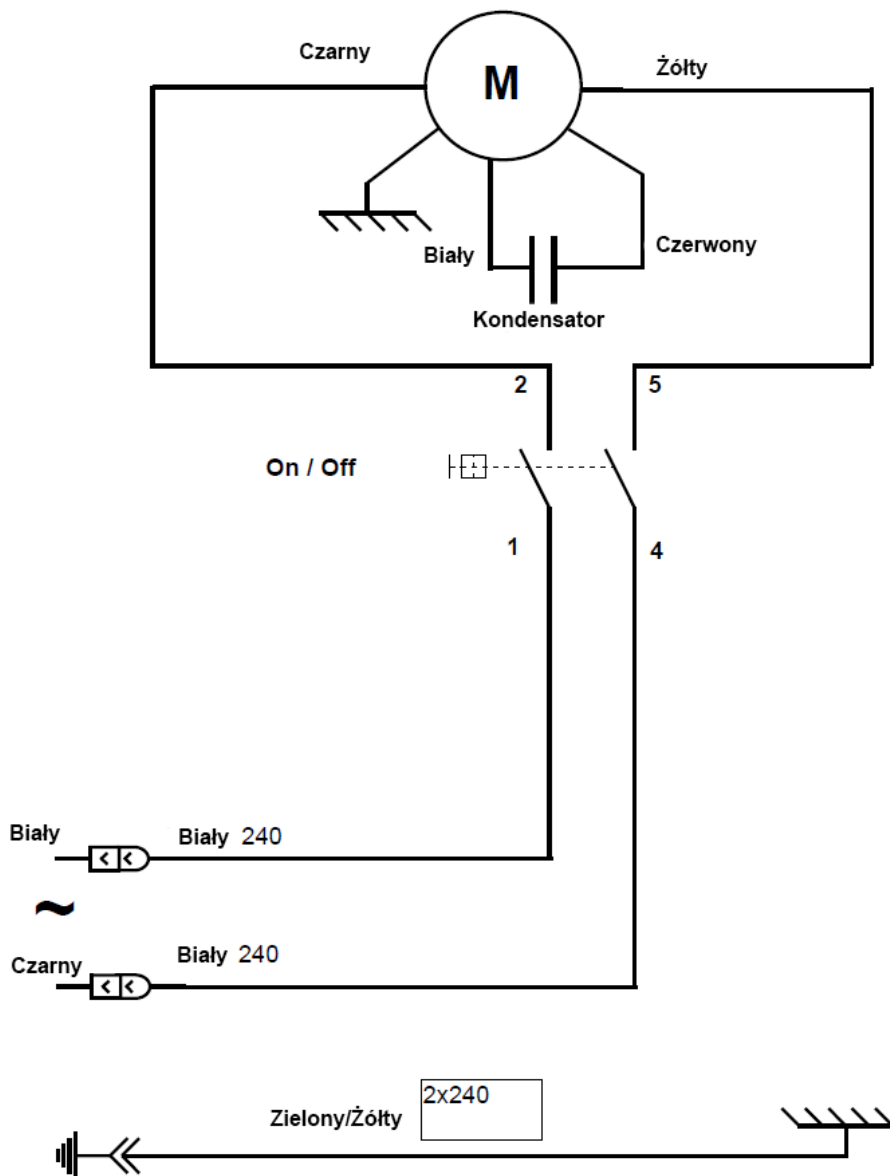 Czarny
Żółty
M
Biały
Czerwony
Kondensator
2
5
On / Off
1
4
Biały
Biały 240
~
Czarny
Biały 240
Zielony/Żółty
2x240